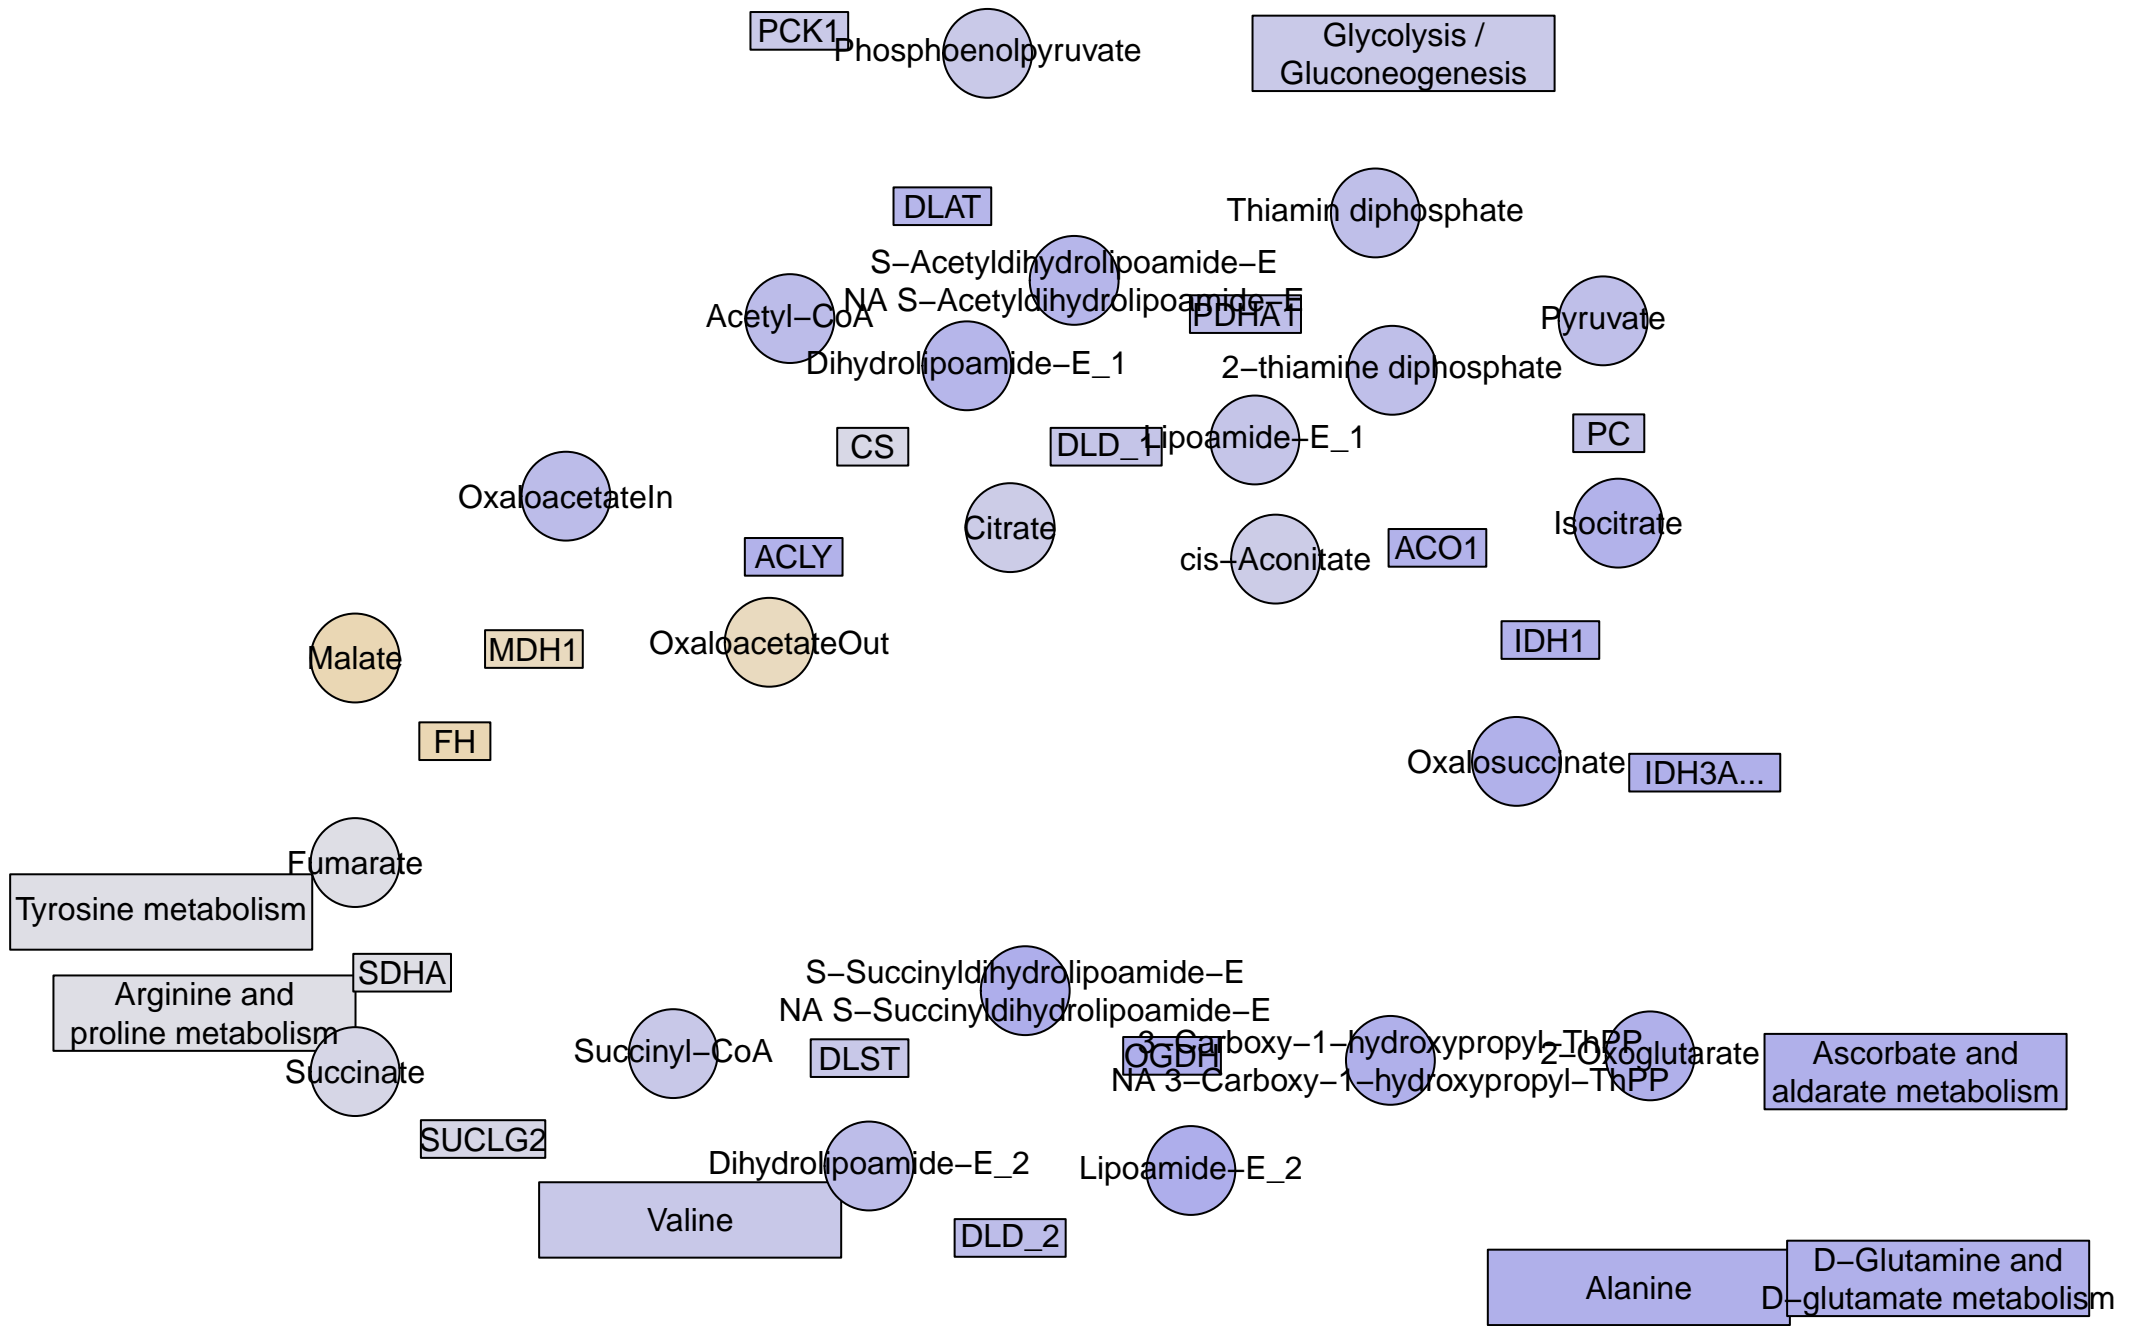 PCK1
Phosphoenolpyruvate
Glycolysis /
Gluconeogenesis
DLAT
Thiamin diphosphate
S−Acetyldihydrolipoamide−E
NA S−Acetyldihydrolipoamide−E
Acetyl−CoA
PDHA1
Pyruvate
Dihydrolipoamide−E_1
2−thiamine diphosphate
CS
DLD_1
Lipoamide−E_1
PC
OxaloacetateIn
Citrate
Isocitrate
ACLY
cis−Aconitate
ACO1
Malate
MDH1
OxaloacetateOut
IDH1
FH
Oxalosuccinate
IDH3A...
Fumarate
Tyrosine metabolism
SDHA
Arginine and
proline metabolism
Succinate
S−Succinyldihydrolipoamide−E
NA S−Succinyldihydrolipoamide−E
Succinyl−CoA
DLST
OGDH
3−Carboxy−1−hydroxypropyl−ThPP
NA 3−Carboxy−1−hydroxypropyl−ThPP
2−Oxoglutarate
Ascorbate and
aldarate metabolism
SUCLG2
Dihydrolipoamide−E_2
Lipoamide−E_2
Valine
DLD_2
Alanine
D−Glutamine and
D−glutamate metabolism